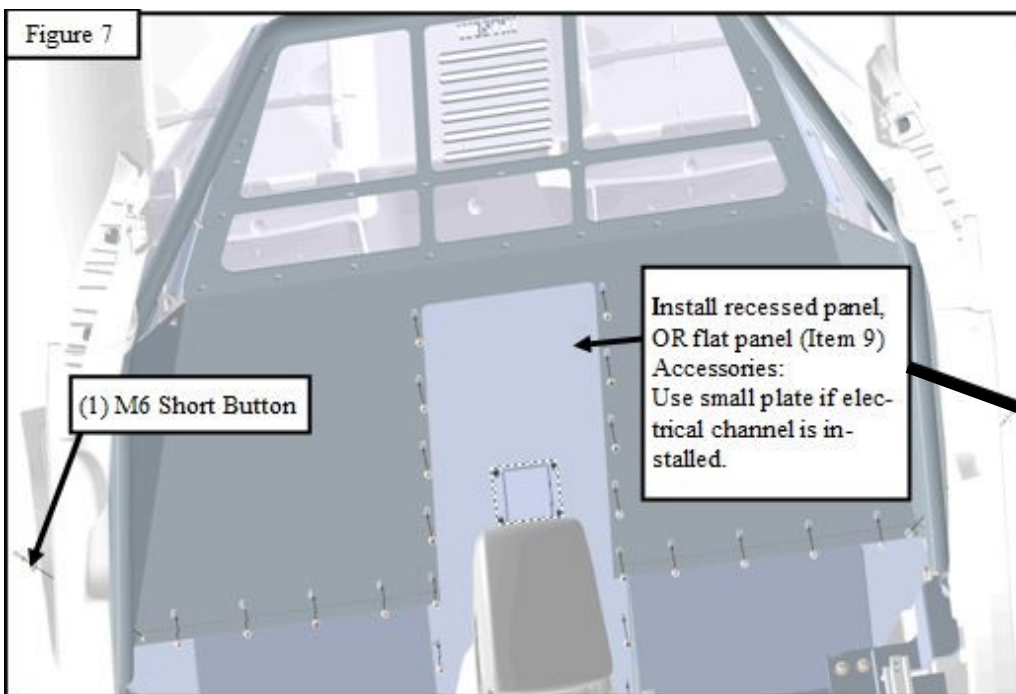 Figure 7
Install recessed panel,
OR flat panel (Item 9)
Accessories:
Use small plate if elec-
trical channel is in-
stalled.
(1) M6 Short Button